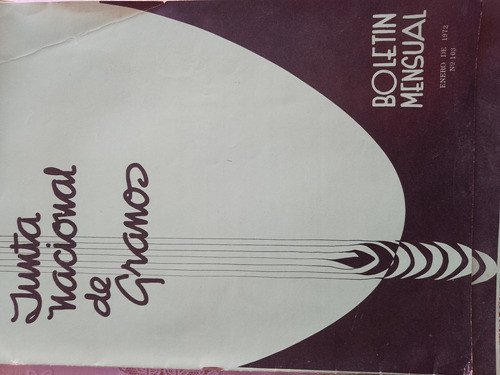 BOLETIN
MENSUAL
ENERO DE 1972
Nº 163
Junta
nacional
de
Granos